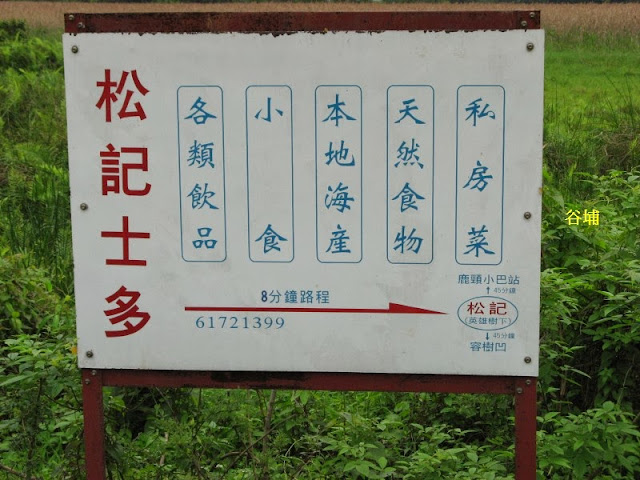 松記士多
各類飲品
小食
本地海産
天然食物
私房菜
8分鐘路程
61721399
鹿頸小巴站
↑45分鐘
松記
(英雄樹下)
↓45分鐘
容樹凹
谷埔